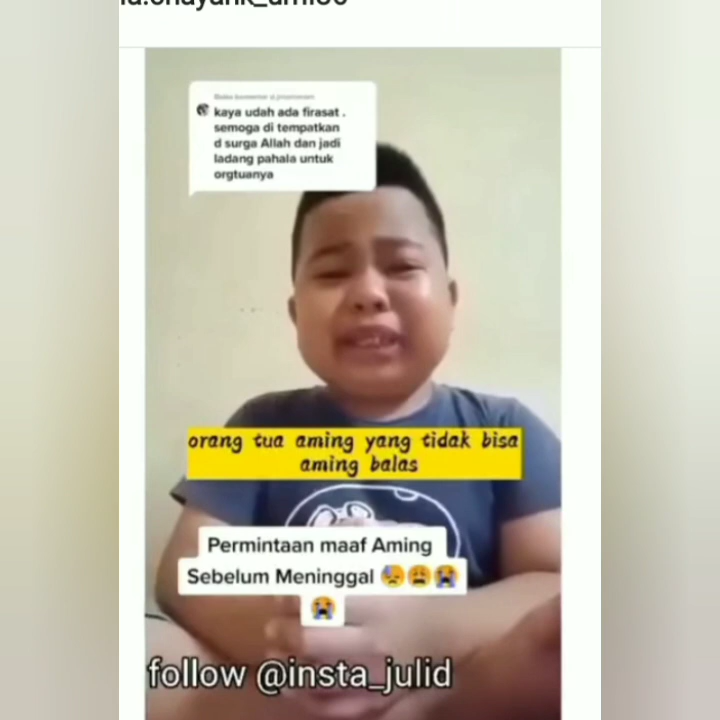 kaya udah ada firasat .
semoga di tempatkan
d surga Allah dan jadi
ladang pahala untuk
orgtuanya
orang tua aming yang tidak bisa
aming balas
Permintaan maaf Aming
Sebelum Meninggal 😓😩😭
😭
follow @insta_julid